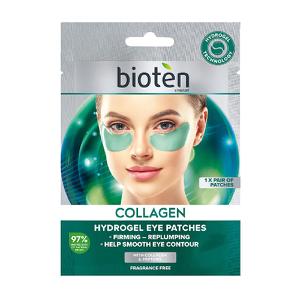 HYDROGEL
TECHNOLOGY
bioten
1 X PAIR OF
PATCHES
COLLAGEN
HYDROGEL EYE PATCHES
- FIRMING – REPLUMPING
- HELP SMOOTH EYE CONTOUR
97%
WITH COLLAGEN
& PEPTIDES
FRAGRANCE FREE